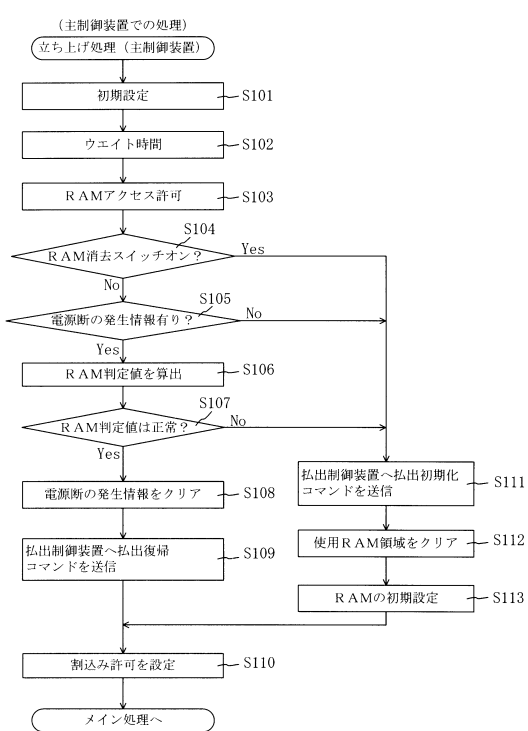 (主制御装置での処理)
立ち上げ処理(主制御装置)
初期設定
S101
ウエイト時間
S102
RAMアクセス許可
S103
S104
RAM消去スイッチオン?
Yes
No
S105
電源断の発生情報有り?
No
Yes
RAM判定値を算出
S106
S107
RAM判定値は正常?
No
Yes
払出制御装置へ払出初期化
コマンドを送信
S111
電源断の発生情報をクリア
S108
使用RAM領域をクリア
S112
払出制御装置へ払出復帰
コマンドを送信
S109
RAMの初期設定
S113
割込み許可を設定
S110
メイン処理へ